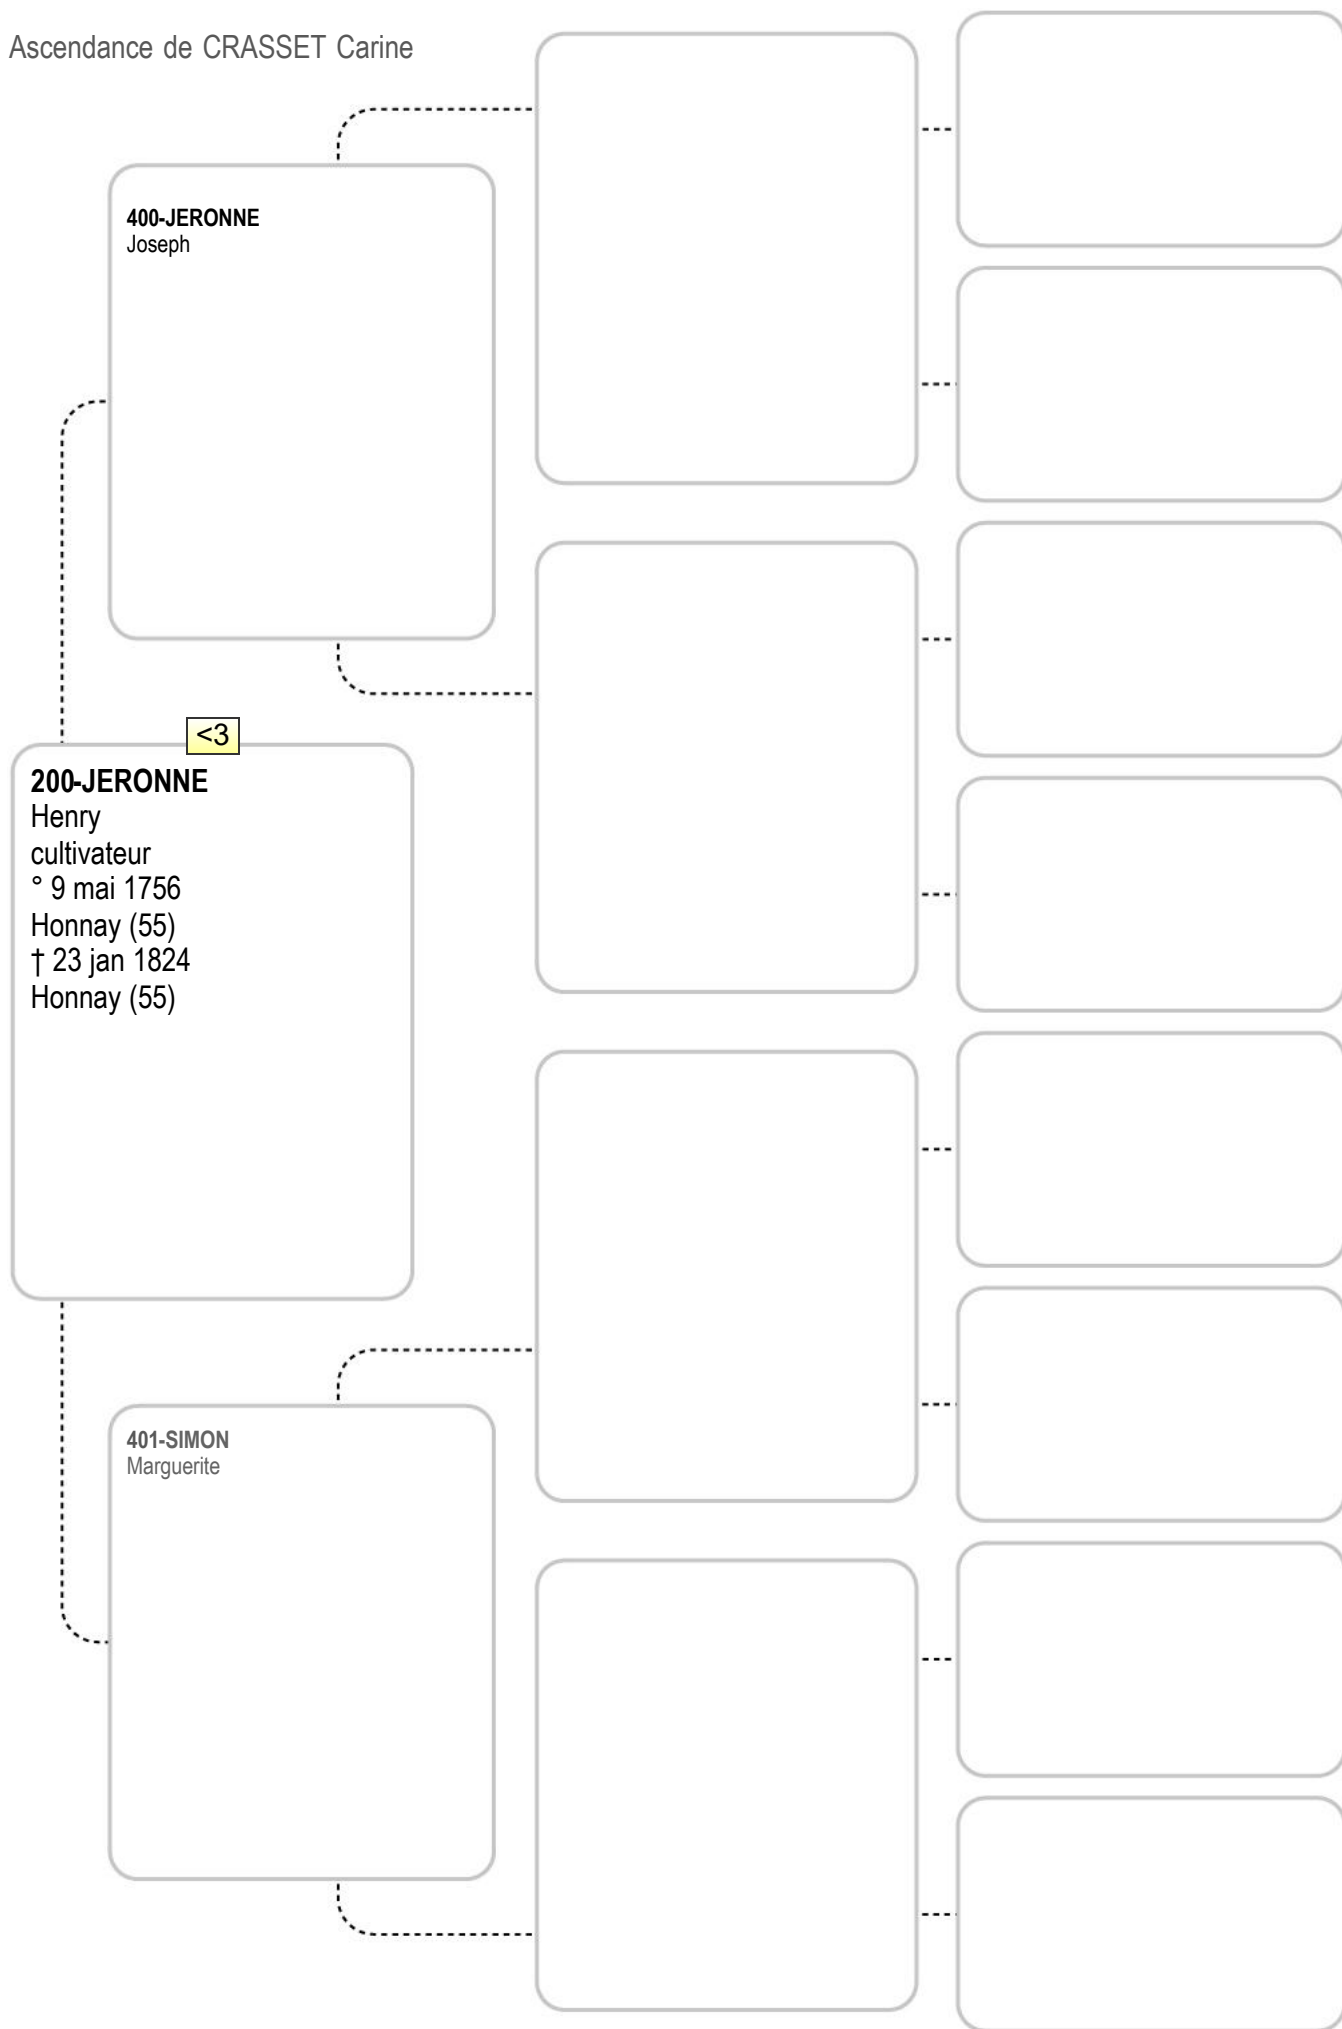 Ascendance de CRASSET Carine
400-JERONNE
Joseph
<3
200-JERONNE
Henry
cultivateur
° 9 mai 1756
Honnay (55)
† 23 jan 1824
Honnay (55)
401-SIMON
Marguerite